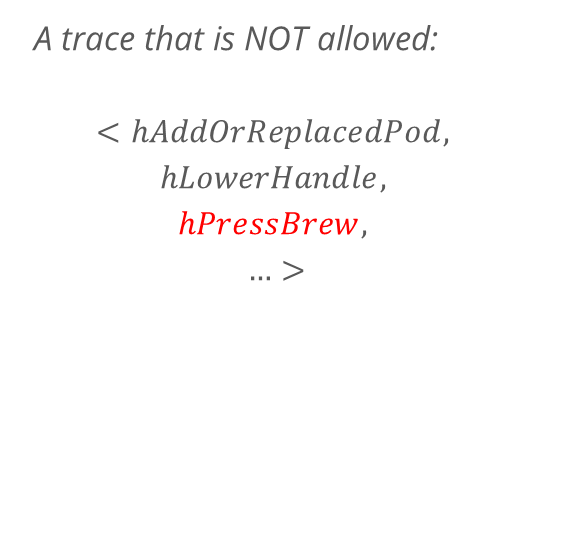 A trace that is NOT allowed:
< hAddOrReplacedPod,
hLowerHandle,
hPressBrew,
... >